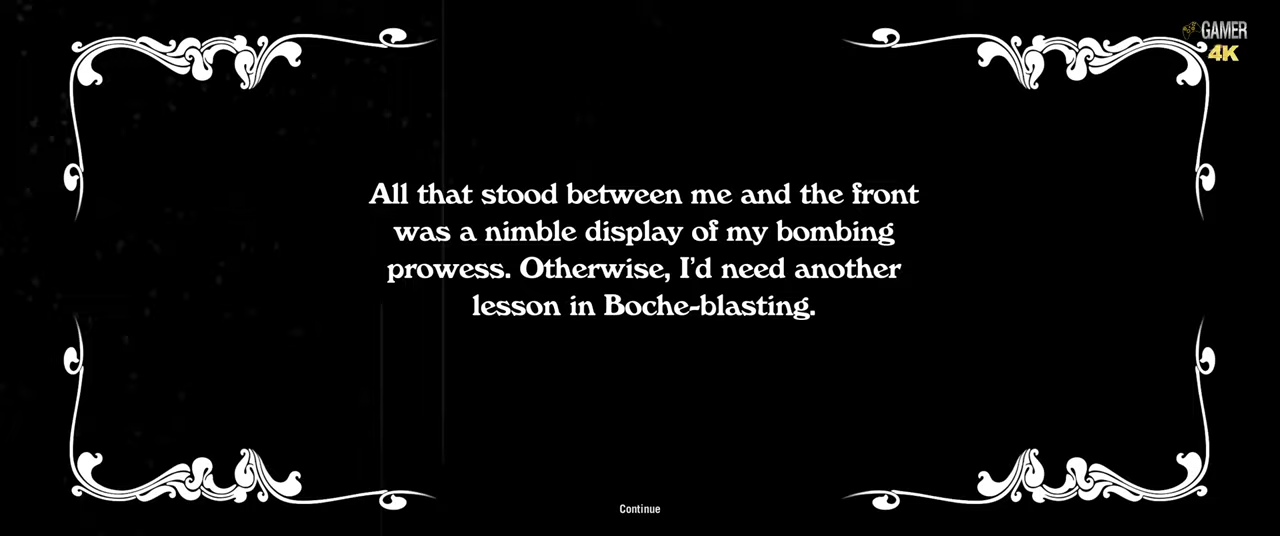 GAMER
4K
All that stood between me and the front
was a nimble display of my bombing
prowess. Otherwise, I'd need another
lesson in Boche-blasting.
Continue